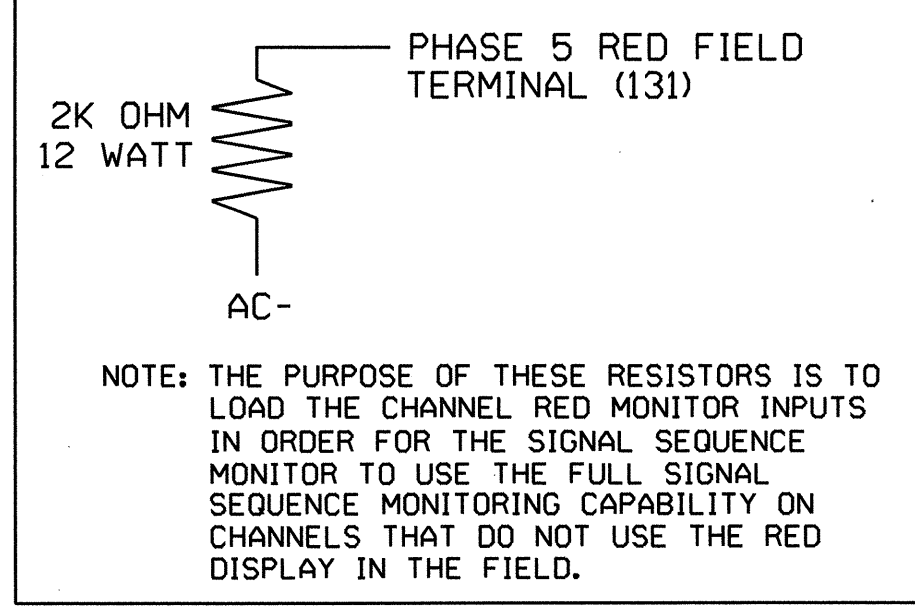 PHASE 5 RED FIELD
TERMINAL (131)
2K OHM
12 WATT
AC-
NOTE: THE PURPOSE OF THESE RESISTORS IS TO
LOAD THE CHANNEL RED MONITOR INPUTS
IN ORDER FOR THE SIGNAL SEQUENCE
MONITOR TO USE THE FULL SIGNAL
SEQUENCE MONITORING CAPABILITY ON
CHANNELS THAT DO NOT USE THE RED
DISPLAY IN THE FIELD.